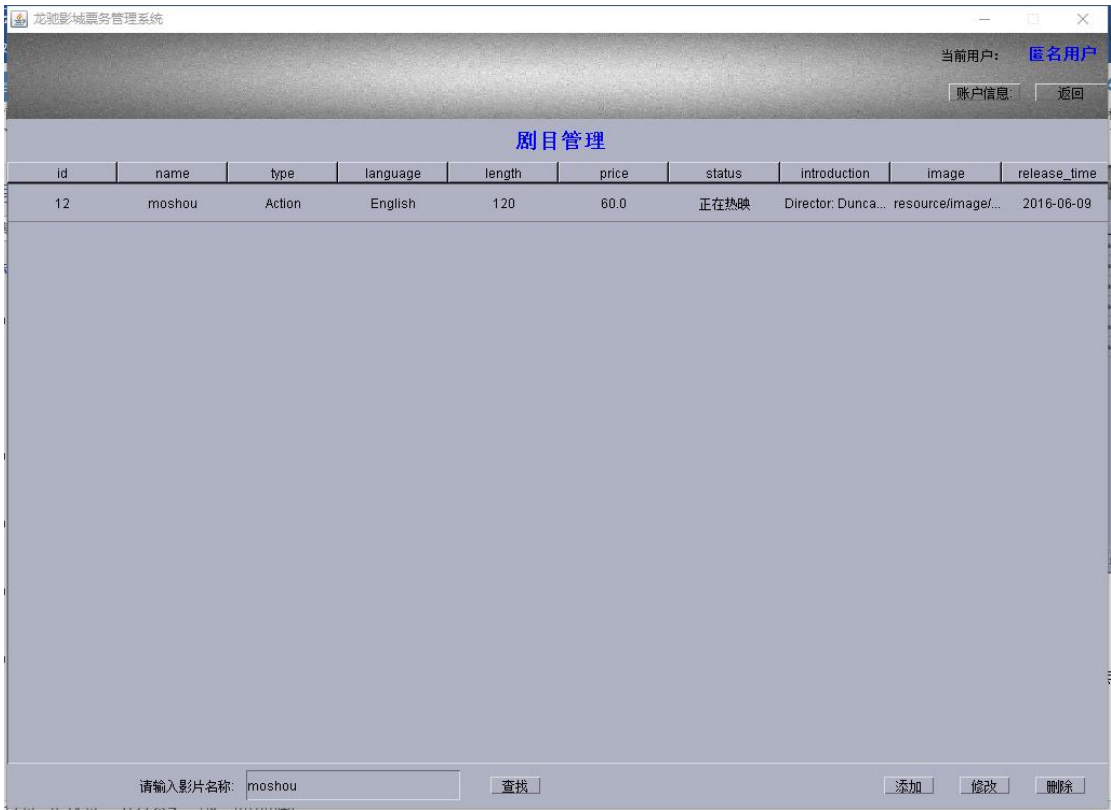 龙驰影城票务管理系统
当前用户: 匿名用户
账户信息: 返回
剧目管理
id name type language length price status introduction image release_time
12 moshou Action English 120 60.0 正在热映 Director: Dunca... resource/image/... 2016-06-09
请输入影片名称: moshou 查找 添加 修改 删除